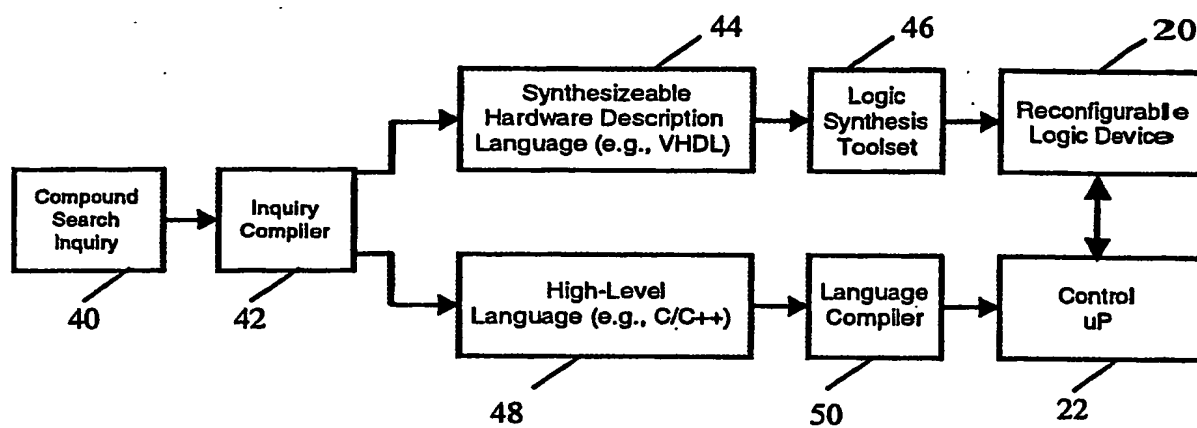 44
46
20
Synthesizeable
Hardware Description
Language (e.g., VHDL)
Logic
Synthesis
Toolset
Reconfigurable
Logic Device
Compound
Search
Inquiry
Inquiry
Compiler
40
42
High-Level
Language (e.g., C/C++)
Language
Compiler
Control
uP
48
50
22